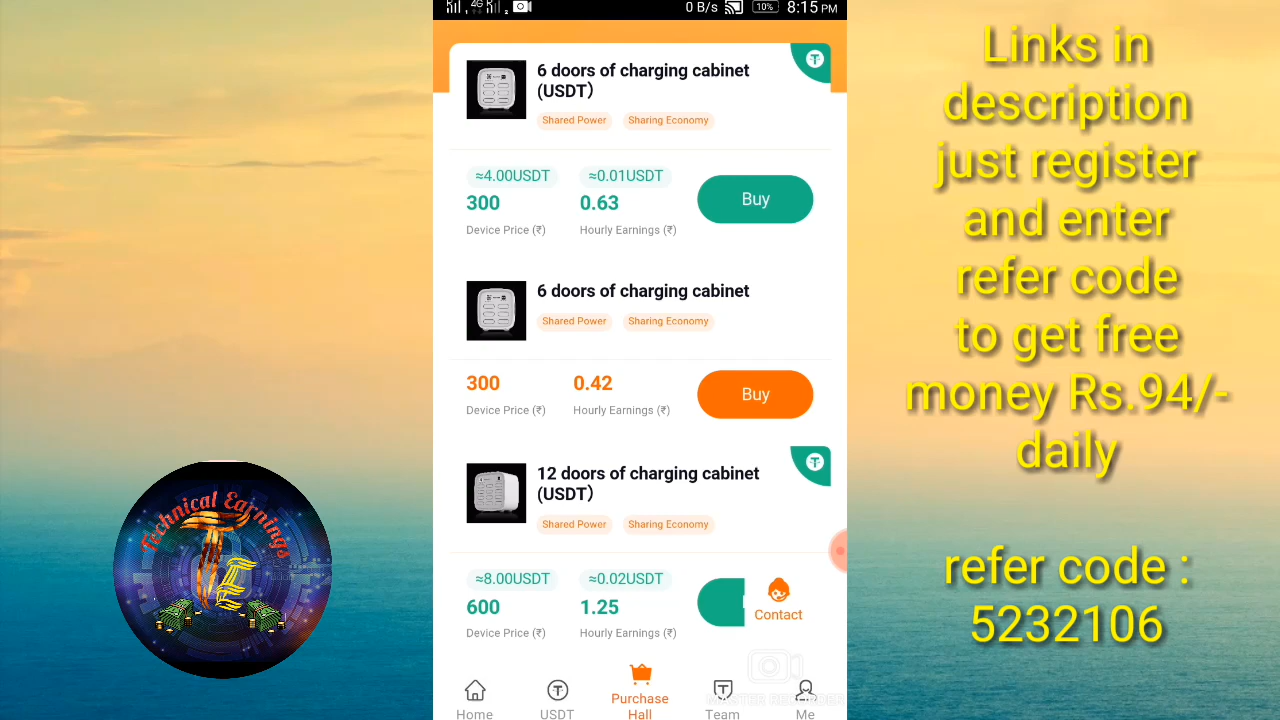 4G
0 B/s
10%
8:15 PM
6 doors of charging cabinet
(USDT)
Shared Power
Sharing Economy
≈4.00USDT
≈0.01USDT
300
0.63
Buy
Device Price (₹)
Hourly Earnings (₹)
6 doors of charging cabinet
Shared Power
Sharing Economy
300
0.42
Buy
Device Price (₹)
Hourly Earnings (₹)
12 doors of charging cabinet
(USDT)
Shared Power
Sharing Economy
≈8.00USDT
≈0.02USDT
600
1.25
Contact
Device Price (₹)
Hourly Earnings (₹)
MASTER RECORDER
Home
USDT
Purchase
Hall
Team
Me
Technical Earnings
TE
Links in
description
just register
and enter
refer code
to get free
money Rs.94/-
daily
refer code :
5232106